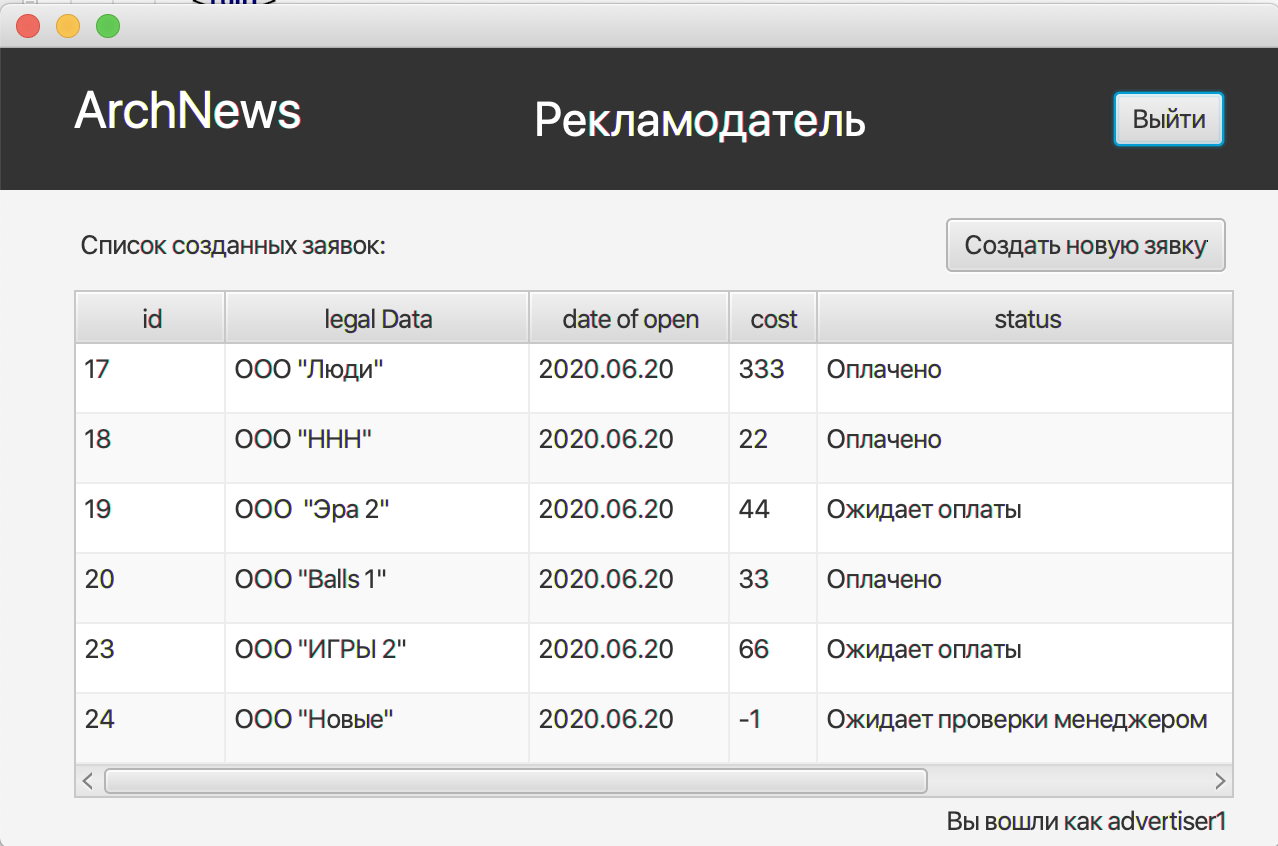 ArchNews
Рекламодатель
Выйти
Список созданных заявок:
Создать новую зявку
id legal Data date of open cost status
17 ООО "Люди" 2020.06.20 333 Оплачено
18 ООО "ННН" 2020.06.20 22 Оплачено
19 ООО  "Эра 2" 2020.06.20 44 Ожидает оплаты
20 ООО "Balls 1" 2020.06.20 33 Оплачено
23 ООО "ИГРЫ 2" 2020.06.20 66 Ожидает оплаты
24 ООО "Новые" 2020.06.20 -1 Ожидает проверки менеджером
Вы вошли как advertiser1